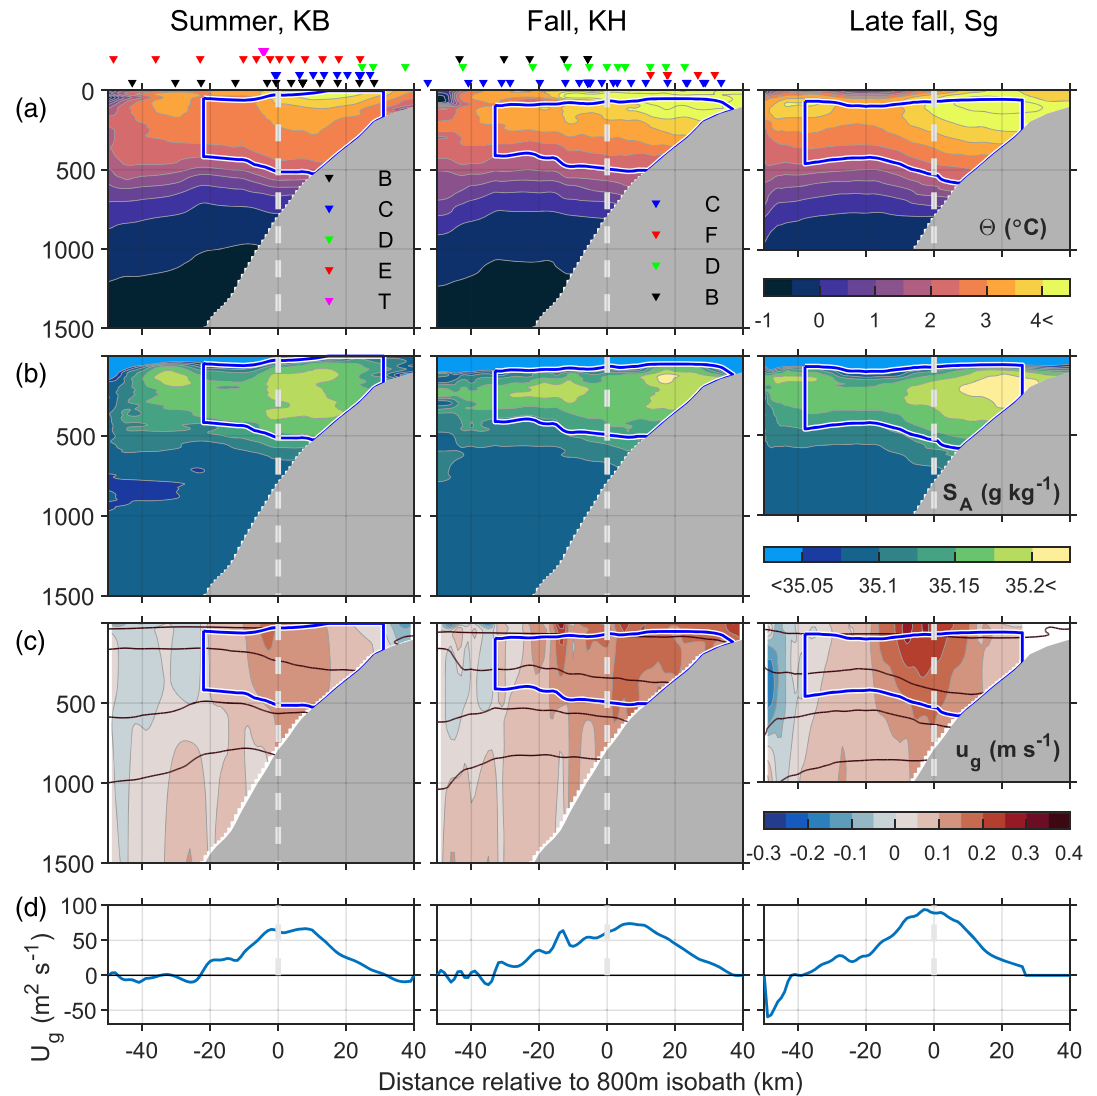 Summer, KB Fall, KH Late fall, Sg
(a)
0
500
1000
1500
B
C
D
E
T
C
F
D
B
Θ (°C)
-1 0 1 2 3 4<
(b)
500
1000
1500
S_A (g kg⁻¹)
<35.05 35.1 35.15 35.2<
(c)
500
1000
1500
u_g (m s⁻¹)
-0.3 -0.2 -0.1 0 0.1 0.2 0.3 0.4
(d)
U_g (m² s⁻¹)
100
50
0
-50
-40 -20 0 20 40 -40 -20 0 20 40 -40 -20 0 20 40
Distance relative to 800m isobath (km)